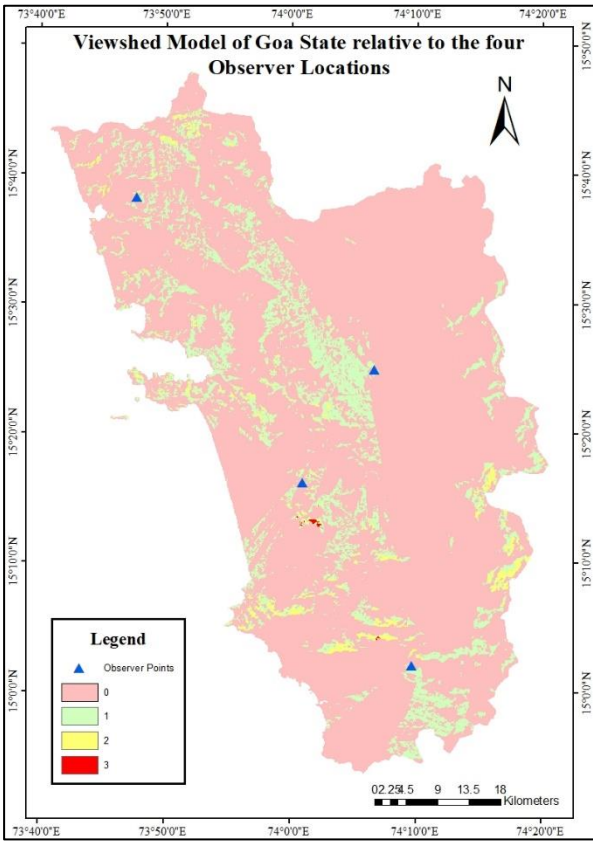 73°40'0"E 73°50'0"E 74°0'0"E 74°10'0"E 74°20'0"E
Viewshed Model of Goa State relative to the four
Observer Locations
N
15°50'0"N
15°40'0"N 15°40'0"N
15°30'0"N 15°30'0"N
15°20'0"N 15°20'0"N
15°10'0"N 15°10'0"N
15°0'0"N 15°0'0"N
Legend
Observer Points
0
1
2
3
02.254.5 9 13.5 18
Kilometers
73°40'0"E 73°50'0"E 74°0'0"E 74°10'0"E 74°20'0"E